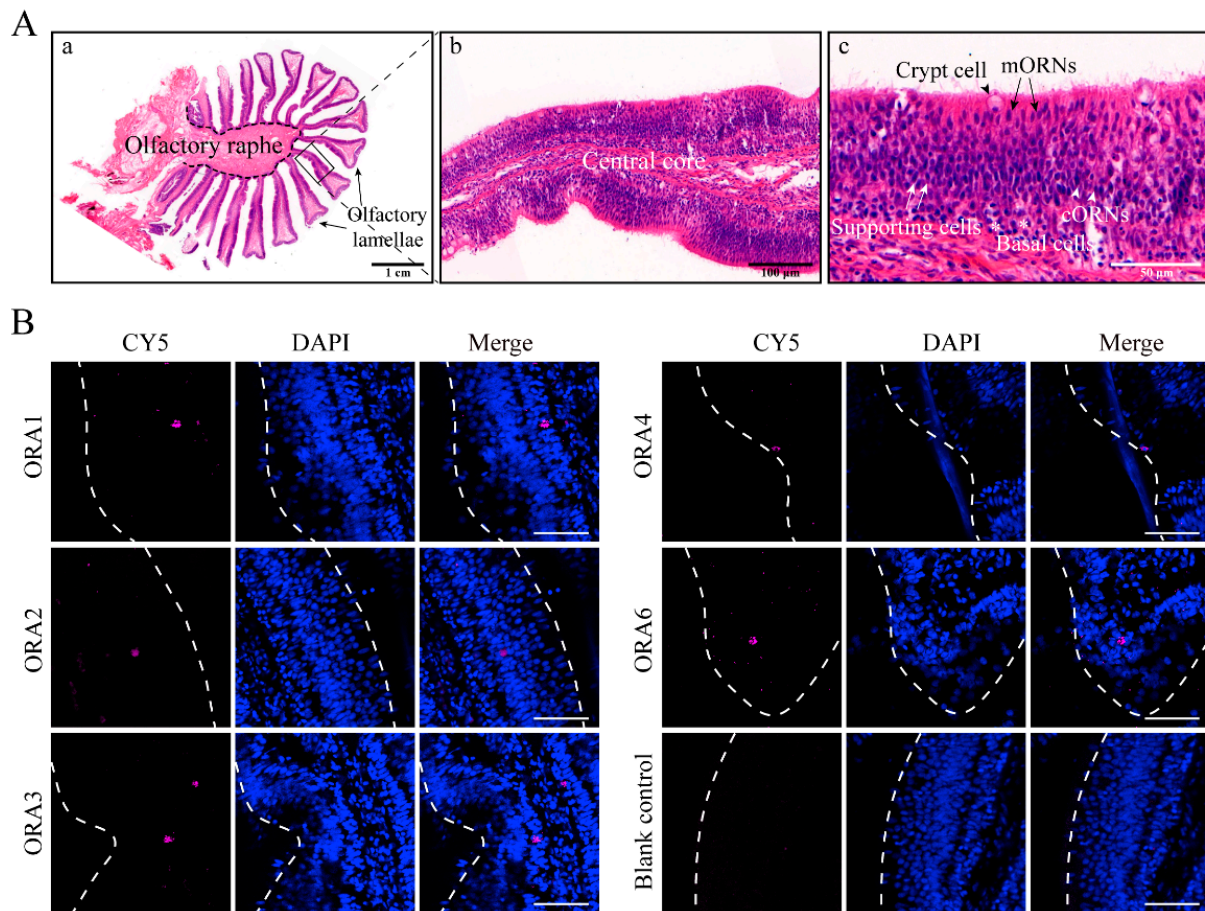 A
a
Olfactory raphe
Olfactory
lamellae
1 cm
b
Central core
100 μm
c
Crypt cell
mORNs
Supporting cells
*
*
Basal cells
cORNs
50 μm
B
CY5
DAPI
Merge
ORA1
ORA2
ORA3
CY5
DAPI
Merge
ORA4
ORA6
Blank control